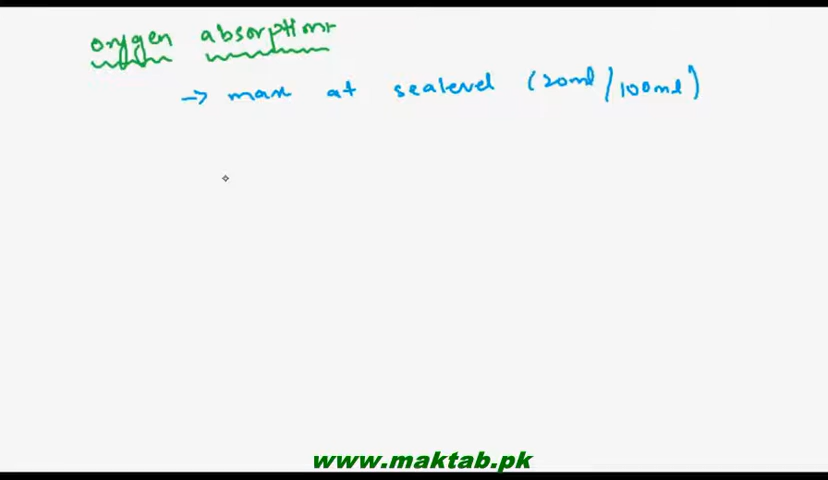 oxygen absorption
→ max at sealevel (20ml/100ml)
www.maktab.pk